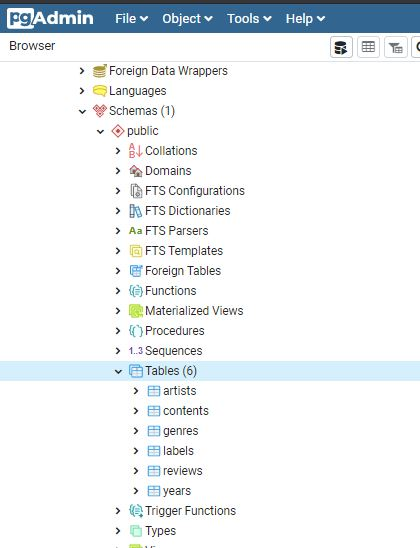 pgAdmin File Object Tools Help
Browser
Foreign Data Wrappers
Languages
Schemas (1)
public
Collations
Domains
FTS Configurations
FTS Dictionaries
Aa FTS Parsers
FTS Templates
Foreign Tables
Functions
Materialized Views
Procedures
1..3 Sequences
Tables (6)
artists
contents
genres
labels
reviews
years
Trigger Functions
Types